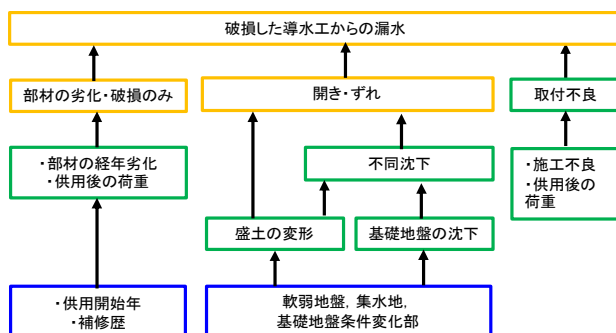 破損した導水工からの漏水
部材の劣化・破損のみ
開き・ずれ
取付不良
・部材の経年劣化
・供用後の荷重
不同沈下
・施工不良
・供用後の
荷重
盛土の変形
基礎地盤の沈下
・供用開始年
・補修歴
軟弱地盤, 集水地,
基礎地盤条件変化部